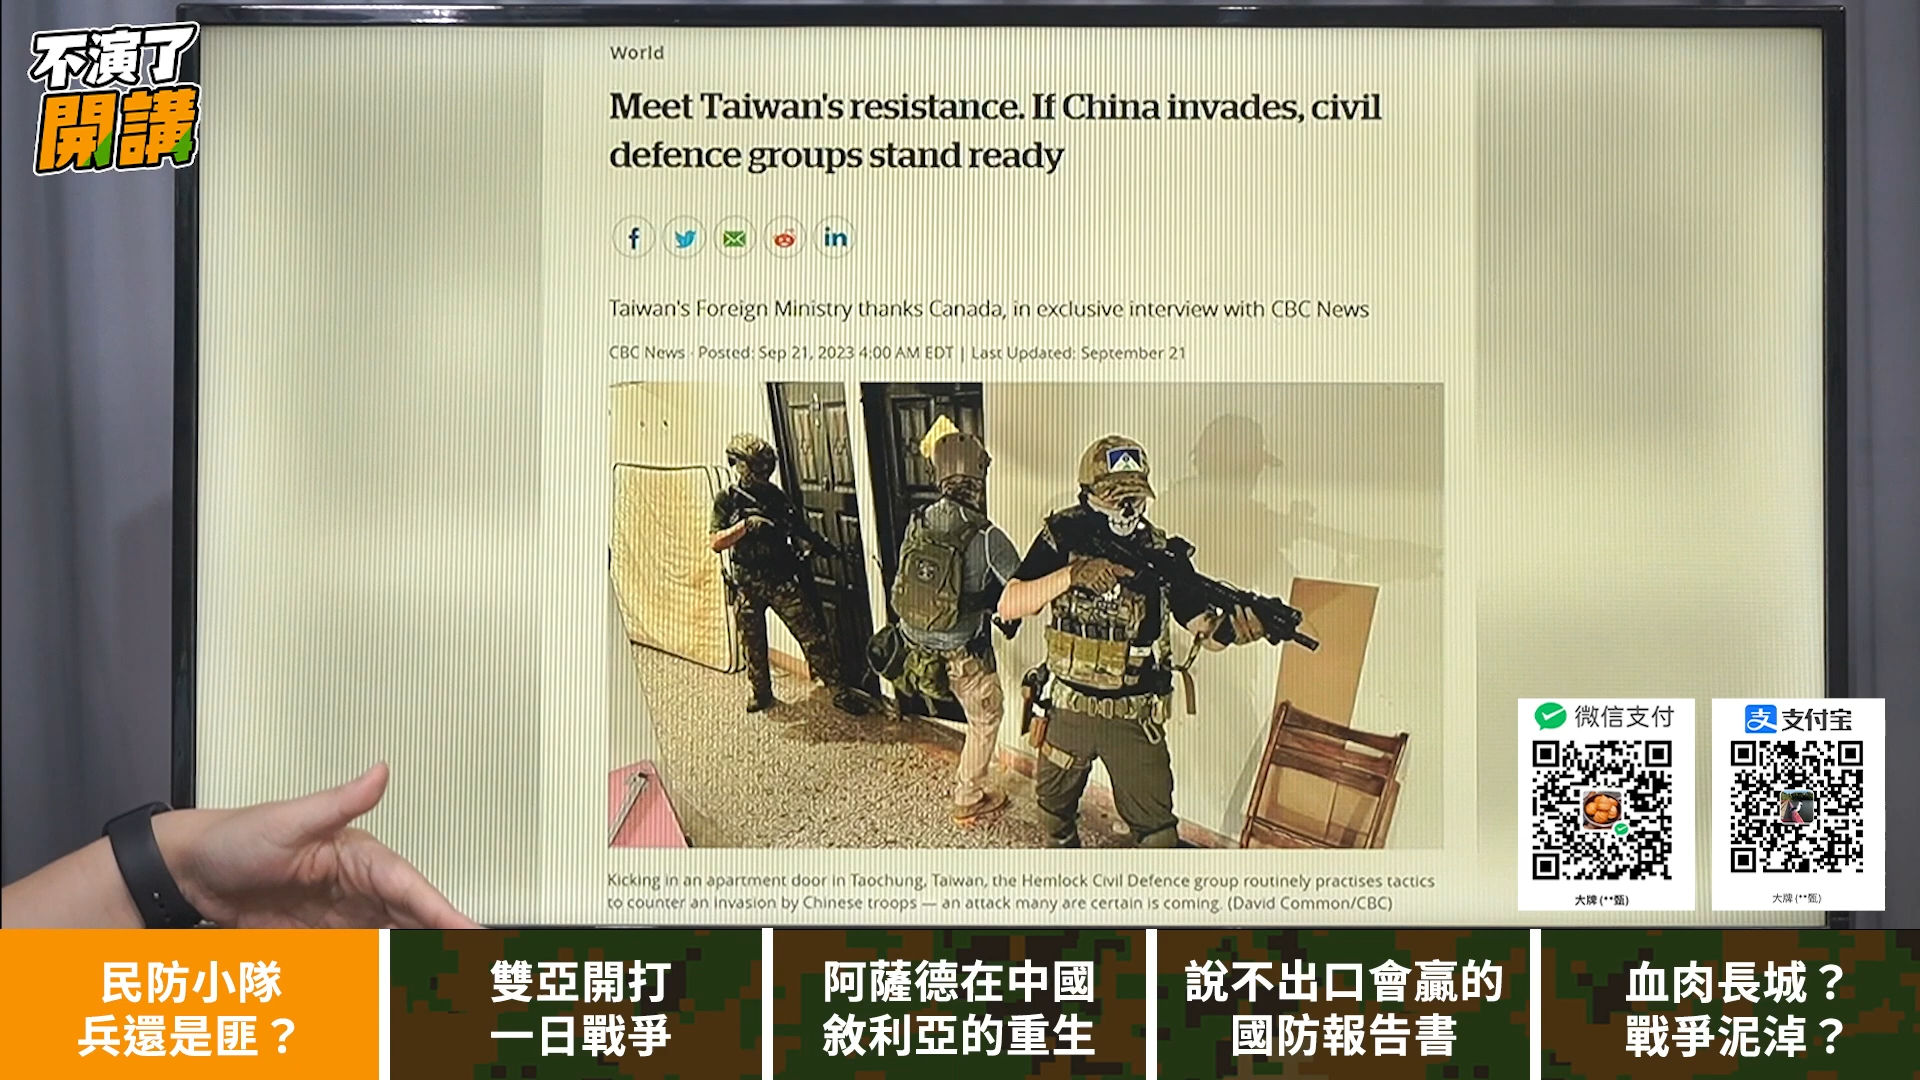 不演了
開講
World
Meet Taiwan's resistance. If China invades, civil
defence groups stand ready
Taiwan's Foreign Ministry thanks Canada, in exclusive interview with CBC News
CBC News · Posted: Sep 21, 2023 4:00 AM EDT | Last Updated: September 21
Kicking in an apartment door in Taochung, Taiwan, the Hemlock Civil Defence group routinely practises tactics
to counter an invasion by Chinese troops — an attack many are certain is coming. (David Common/CBC)
微信支付
大牌 (**甄)
支付宝
大牌 (**甄)
民防小隊
兵還是匪？
雙亞開打
一日戰爭
阿薩德在中國
敘利亞的重生
說不出口會贏的
國防報告書
血肉長城？
戰爭泥淖？